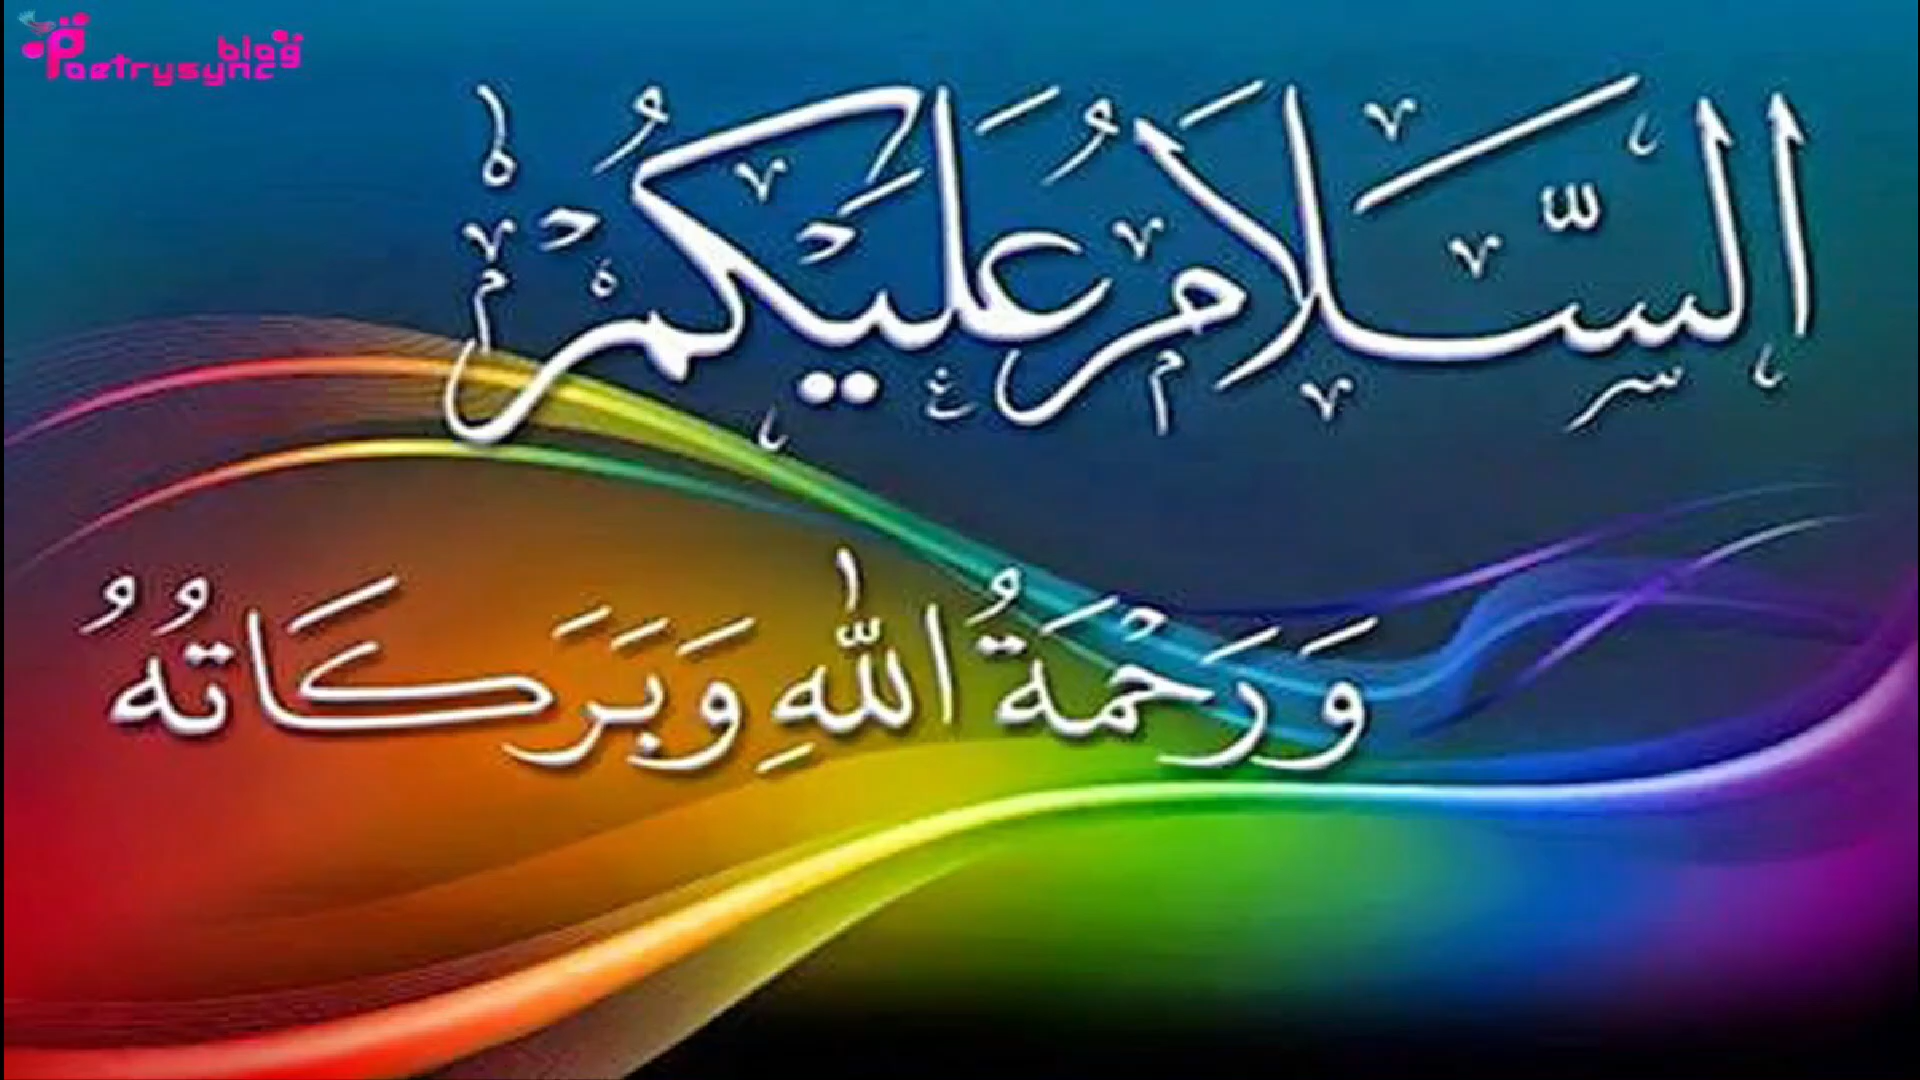 Poetrysync blog
السَّلَامُ عَلَيْكُمْ
وَرَحْمَةُ اللهِ وَبَرَكَاتُهُ